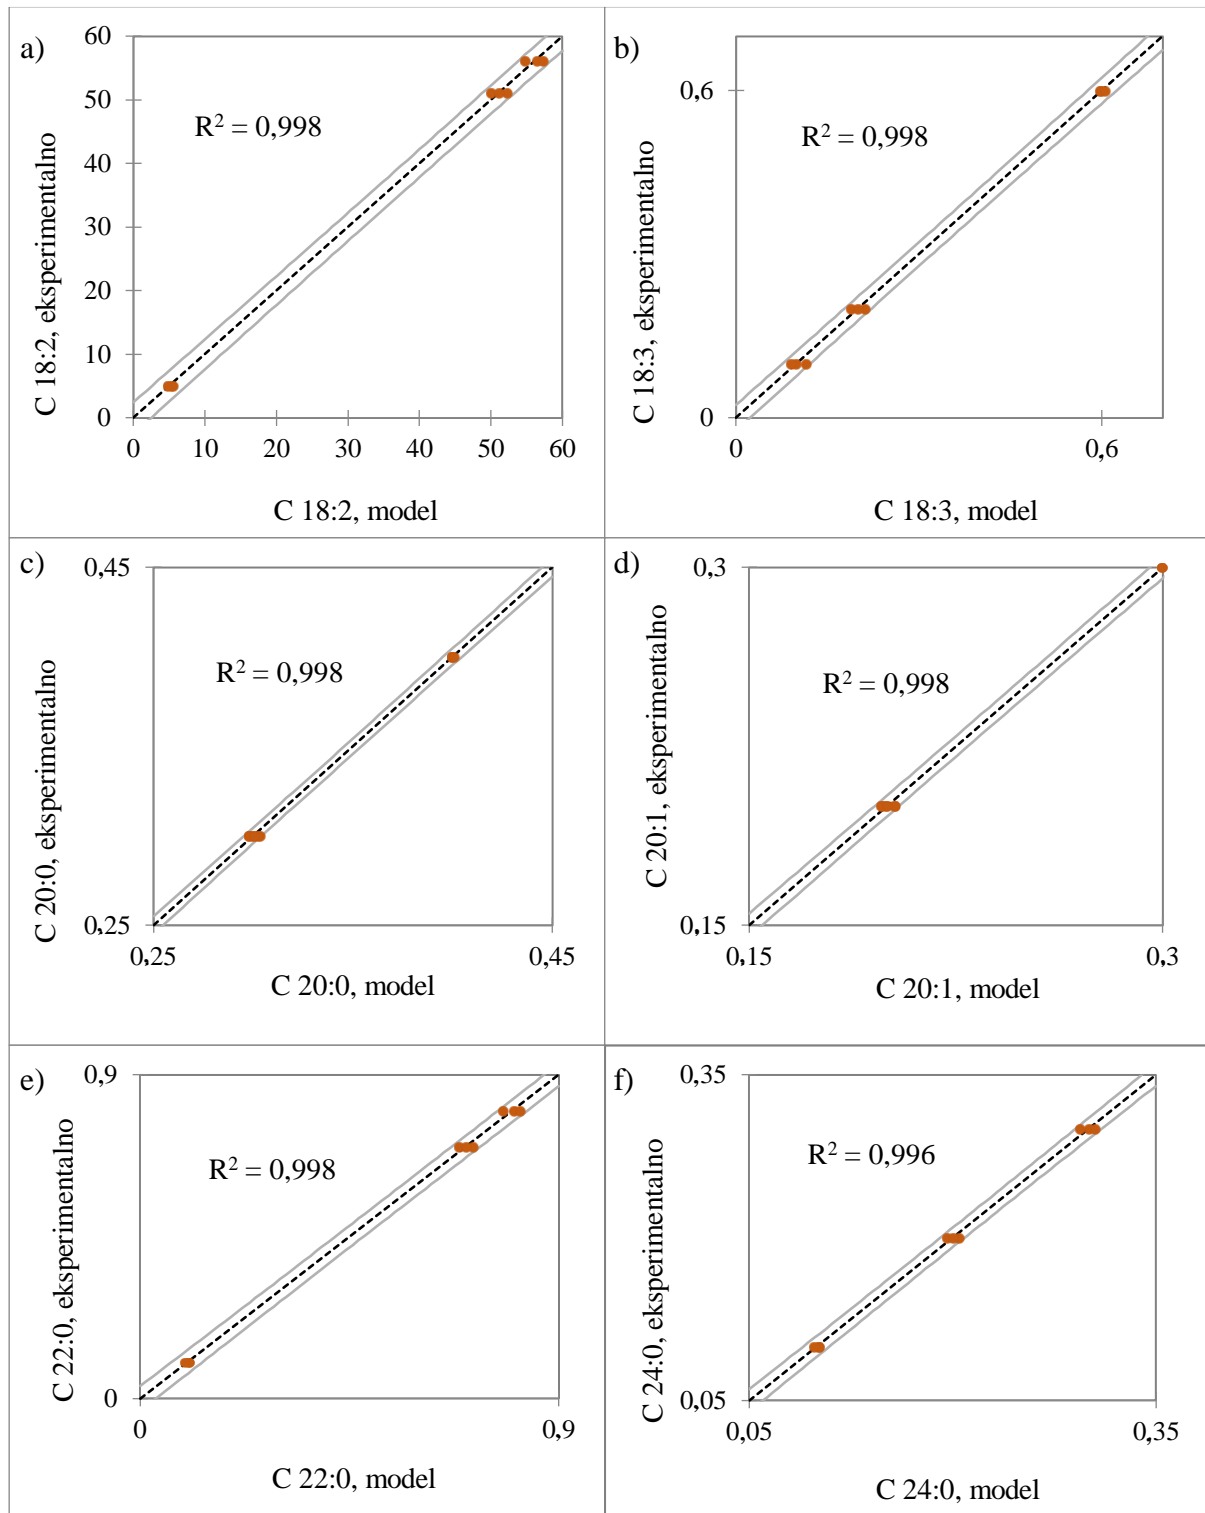 a)
60
50
40
30
20
10
0
C 18:2, eksperimentalno
R² = 0,998
0 10 20 30 40 50 60
C 18:2, model
b)
0,6
0
C 18:3, eksperimentalno
R² = 0,998
0 0,6
C 18:3, model
c)
0,45
0,25
C 20:0, eksperimentalno
R² = 0,998
0,25 0,45
C 20:0, model
d)
0,3
0,15
C 20:1, eksperimentalno
R² = 0,998
0,15 0,3
C 20:1, model
e)
0,9
0
C 22:0, eksperimentalno
R² = 0,998
0 0,9
C 22:0, model
f)
0,35
0,05
C 24:0, eksperimentalno
R² = 0,996
0,05 0,35
C 24:0, model